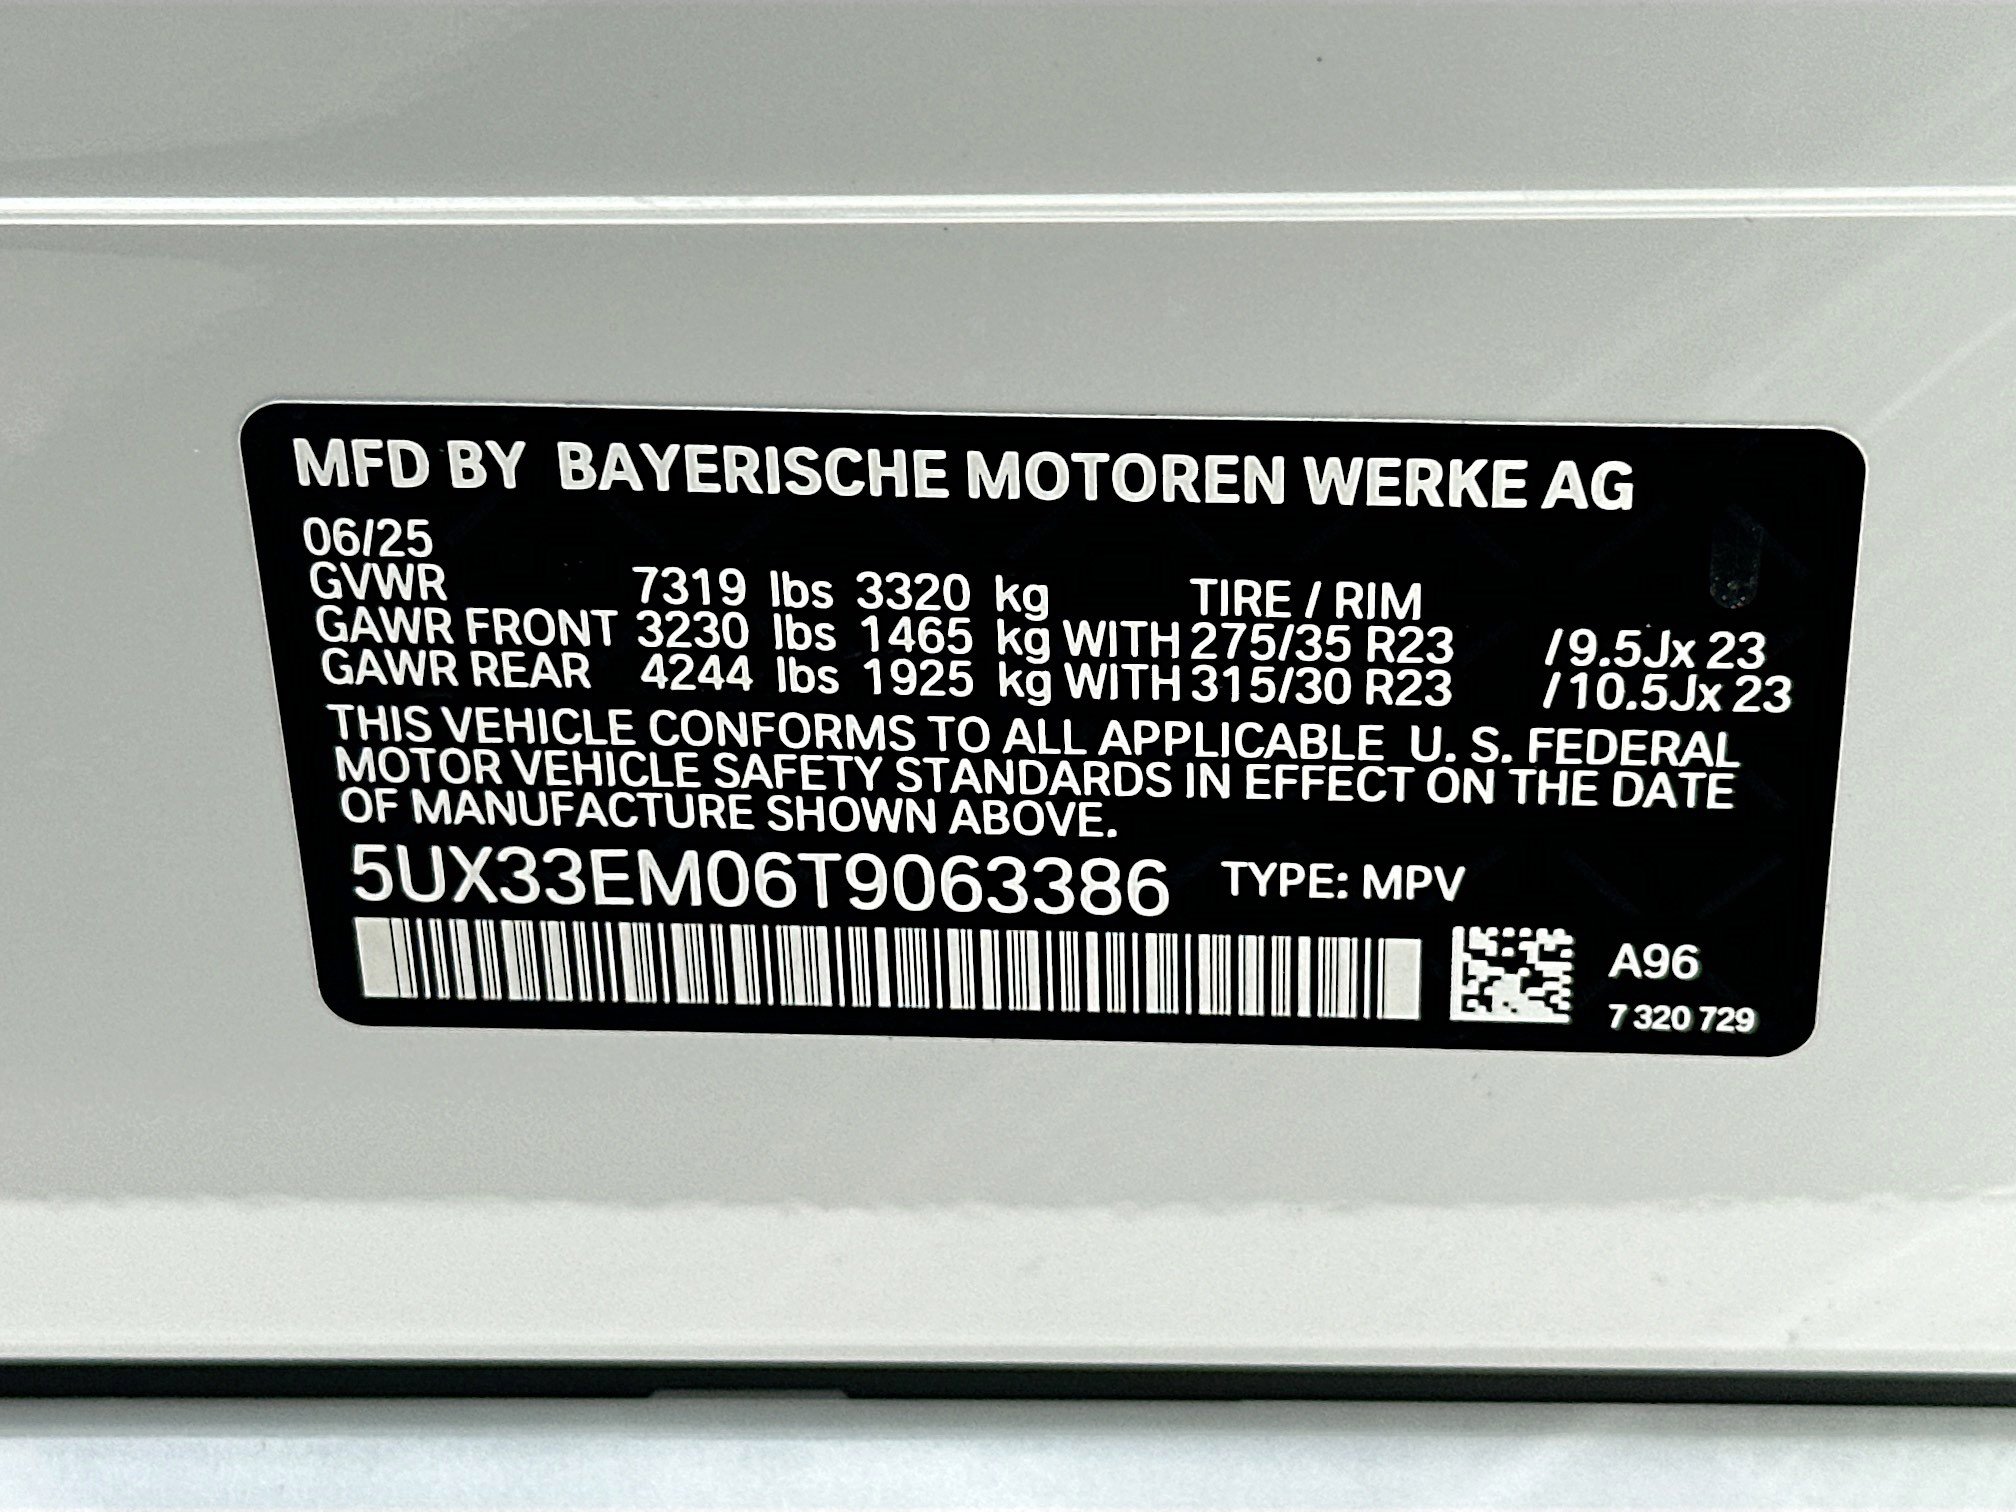 MFD BY BAYERISCHE MOTOREN WERKE AG
06/25
GVWR 7319 lbs 3320 kg TIRE / RIM
GAWR FRONT 3230 lbs 1465 kg WITH 275/35 R23 / 9.5Jx 23
GAWR REAR 4244 lbs 1925 kg WITH 315/30 R23 / 10.5Jx 23
THIS VEHICLE CONFORMS TO ALL APPLICABLE U. S. FEDERAL
MOTOR VEHICLE SAFETY STANDARDS IN EFFECT ON THE DATE
OF MANUFACTURE SHOWN ABOVE.
5UX33EM06T9063386 TYPE: MPV
A96
7 320 729